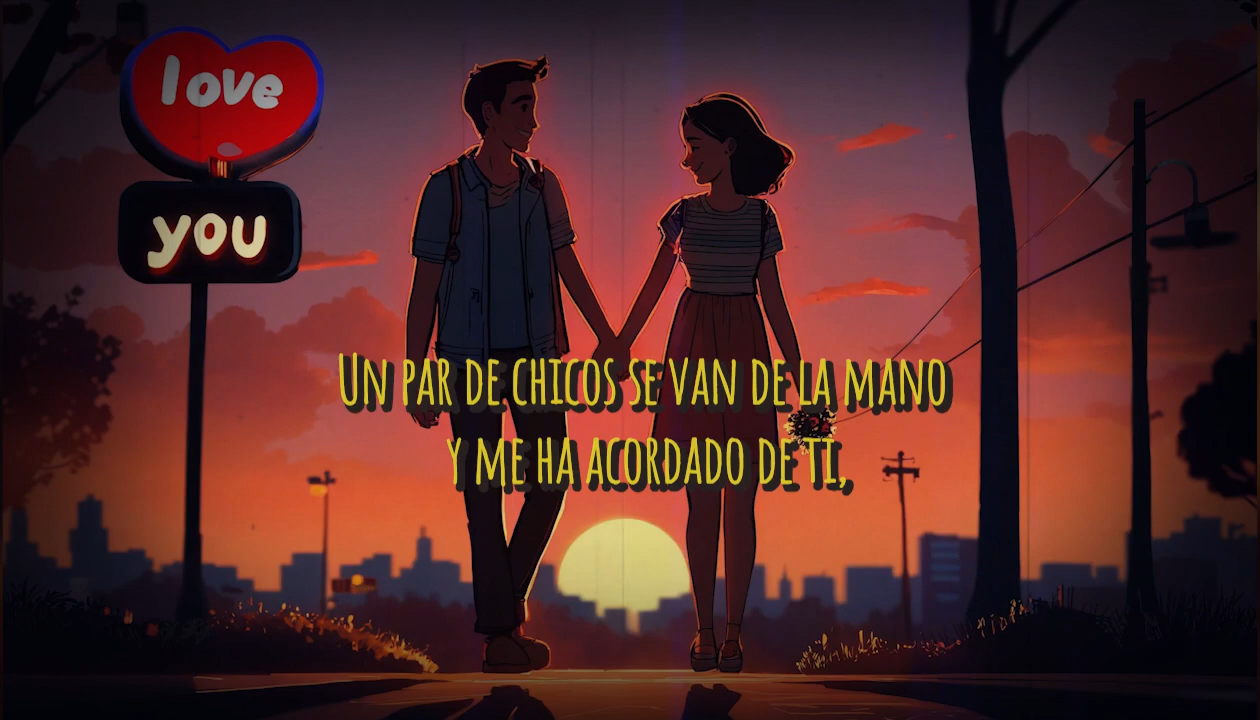 love
you
Un par de chicos se van de la mano
y me ha acordado de ti,